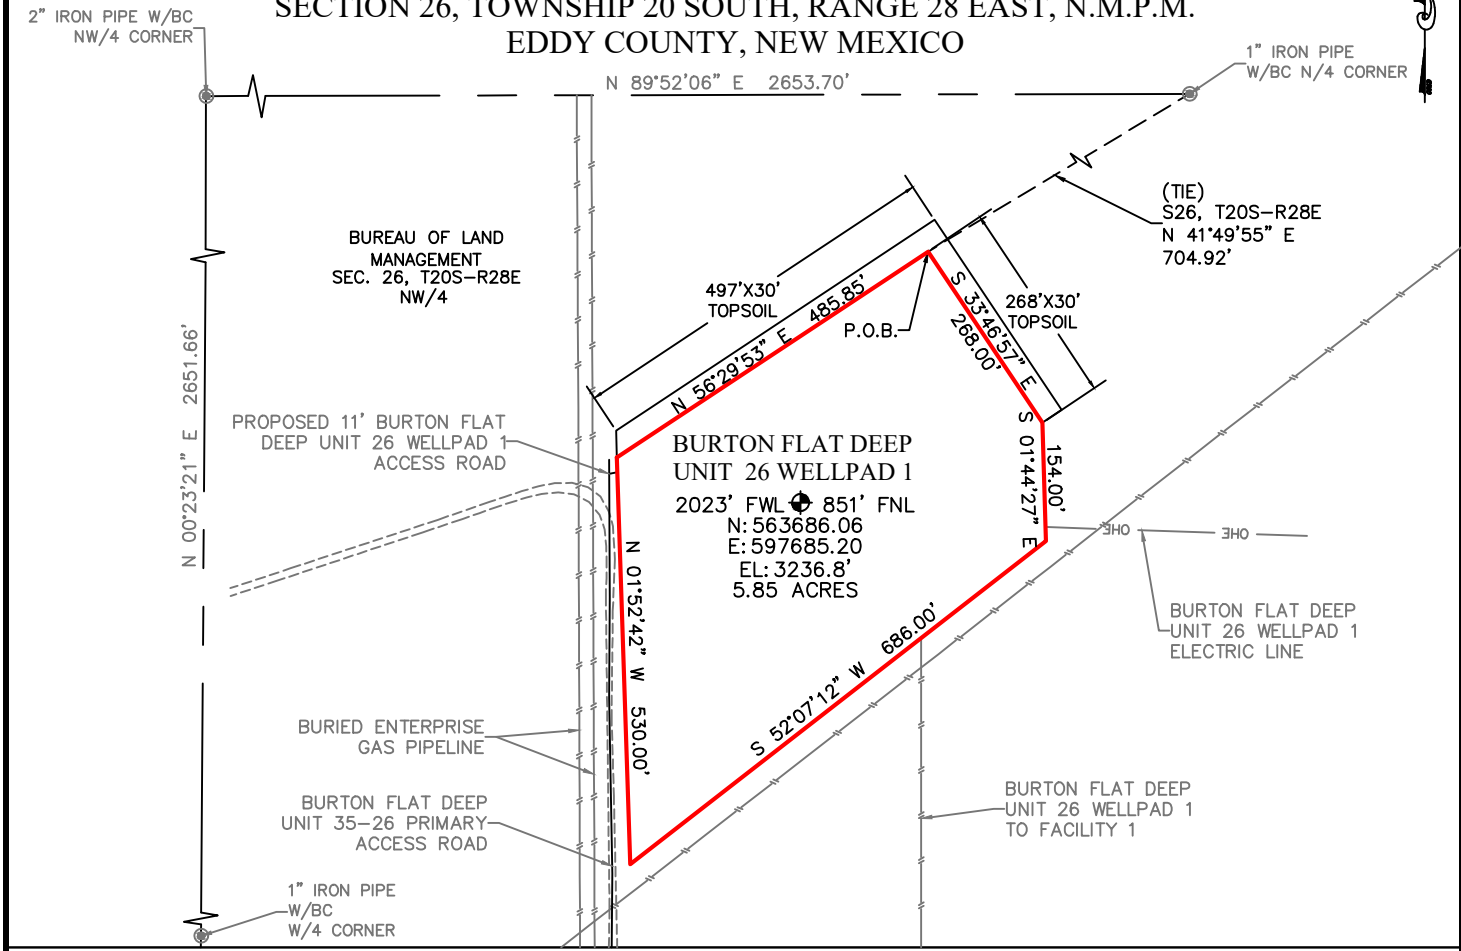 SECTION 26, TOWNSHIP 20 SOUTH, RANGE 28 EAST, N.M.P.M.
EDDY COUNTY, NEW MEXICO
2" IRON PIPE W/BC
NW/4 CORNER
N 89°52'06" E 2653.70'
1" IRON PIPE
W/BC N/4 CORNER
(TIE)
S26, T20S-R28E
N 41°49'55" E
704.92'
BUREAU OF LAND
MANAGEMENT
SEC. 26, T20S-R28E
NW/4
497'X30'
TOPSOIL
N 56°29'53" E 485.85'
P.O.B.
268'X30'
TOPSOIL
S 33°46'57" E
268.00'
N 00°23'21" E 2651.66'
PROPOSED 11' BURTON FLAT
DEEP UNIT 26 WELLPAD 1
ACCESS ROAD
BURTON FLAT DEEP
UNIT 26 WELLPAD 1
2023' FWL 851' FNL
N: 563686.06
E: 597685.20
EL: 3236.8'
5.85 ACRES
S 01°44'27" E
154.00'
OHE
OHE
N 01°52'42" W 530.00'
S 52°07'12" W 686.00'
BURTON FLAT DEEP
UNIT 26 WELLPAD 1
ELECTRIC LINE
BURIED ENTERPRISE
GAS PIPELINE
BURTON FLAT DEEP
UNIT 35-26 PRIMARY
ACCESS ROAD
BURTON FLAT DEEP
UNIT 26 WELLPAD 1
TO FACILITY 1
1" IRON PIPE
W/BC
W/4 CORNER